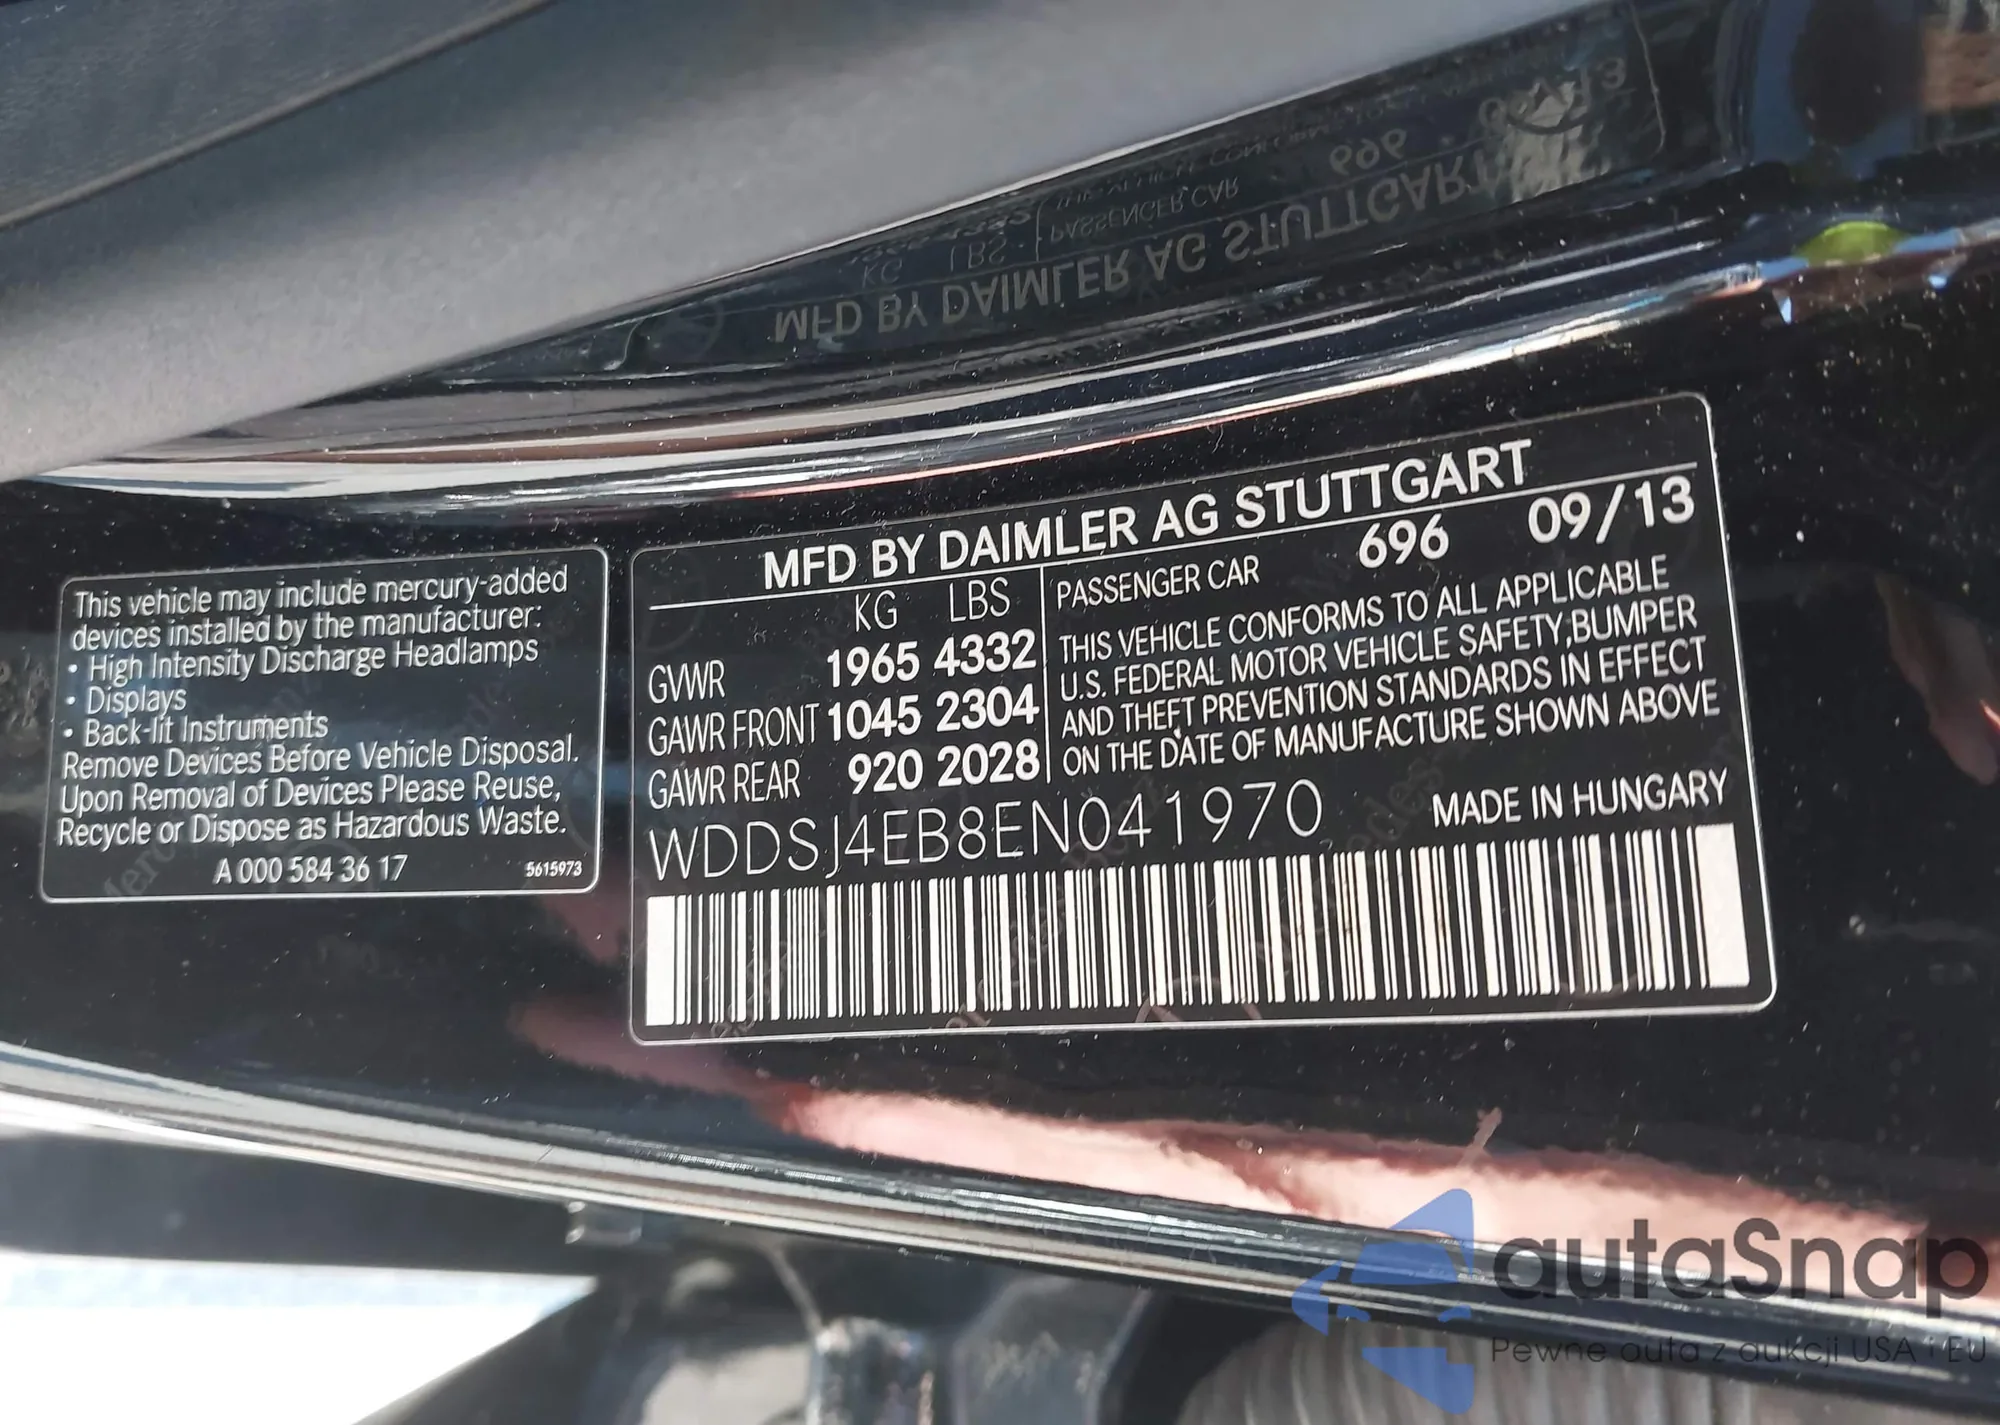 This vehicle may include mercury-added
devices installed by the manufacturer:
• High Intensity Discharge Headlamps
• Displays
• Back-lit Instruments
Remove Devices Before Vehicle Disposal.
Upon Removal of Devices Please Reuse,
Recycle or Dispose as Hazardous Waste.
A 000 584 36 17 5615973
MFD BY DAIMLER AG STUTTGART
KG LBS
GVWR 1965 4332
GAWR FRONT 1045 2304
GAWR REAR 920 2028
PASSENGER CAR 696 09/13
THIS VEHICLE CONFORMS TO ALL APPLICABLE
U.S. FEDERAL MOTOR VEHICLE SAFETY, BUMPER
AND THEFT PREVENTION STANDARDS IN EFFECT
ON THE DATE OF MANUFACTURE SHOWN ABOVE
WDDSJ4EB8EN041970 MADE IN HUNGARY
autaSnap
Pewne auta z aukcji USA i EU